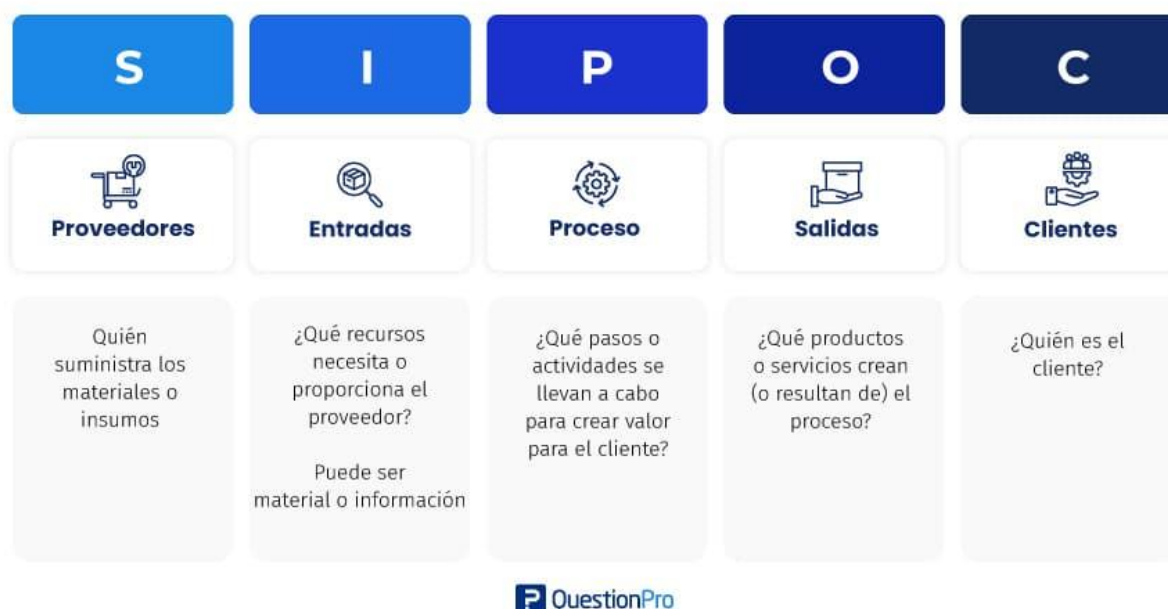 S
I
P
O
C
Proveedores
Entradas
Proceso
Salidas
Clientes
Quién
suministra los
materiales o
insumos
¿Qué recursos
necesita o
proporciona el
proveedor?
Puede ser
material o información
¿Qué pasos o
actividades se
llevan a cabo
para crear valor
para el cliente?
¿Qué productos
o servicios crean
(o resultan de) el
proceso?
¿Quién es el
cliente?
QuestionPro